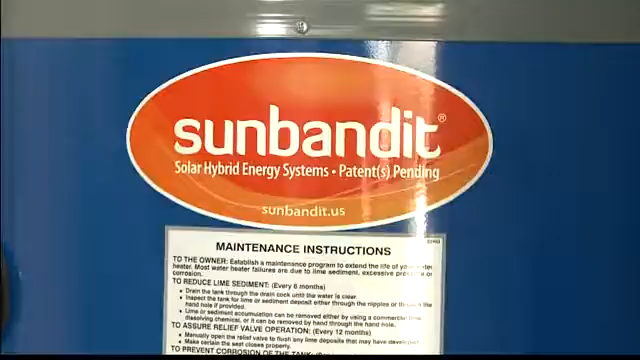 sunbandit®
Solar Hybrid Energy Systems • Patent(s) Pending
sunbandit.us
MAINTENANCE INSTRUCTIONS
TO THE OWNER: Establish a maintenance program to extend the life of your water
heater. Most water heater failures are due to lime sediment, excessive pressure or
corrosion.
TO REDUCE LIME SEDIMENT: (Every 6 months)
• Drain the tank through the drain cock until the water is clear.
• Inspect the tank for lime or sediment deposit either through the nipples or through the
hand hole if provided.
• Lime or sediment accumulation can be removed either by using a commercial
dissolving chemical, or it can be removed by hand through the hand hole.
TO ASSURE RELIEF VALVE OPERATION: (Every 12 months)
• Manually open the relief valve to flush any lime deposits that may have developed
• Make certain the seat closes properly.
TO PREVENT CORROSION OF THE TANK: